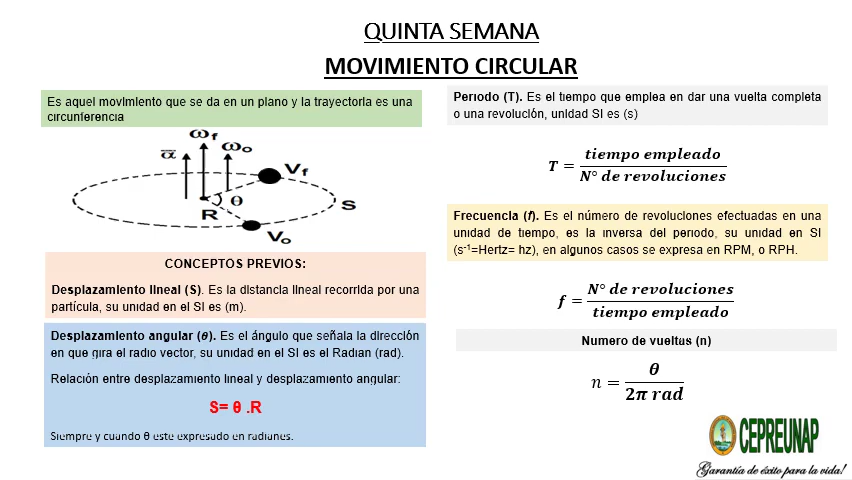 QUINTA SEMANA
MOVIMIENTO CIRCULAR
Es aquel movimiento que se da en un plano y la trayectoria es una
circunferencia
ωf
α
ωo
Vf
θ
S
R
Vo
CONCEPTOS PREVIOS:
Desplazamiento lineal (S). Es la distancia lineal recorrida por una
partícula, su unidad en el SI es (m).
Desplazamiento angular (θ). Es el ángulo que señala la dirección
en que gira el radio vector, su unidad en el SI es el Radian (rad).
Relación entre desplazamiento lineal y desplazamiento angular:
S= θ .R
Siempre y cuando θ este expresado en radianes.
Periodo (T). Es el tiempo que emplea en dar una vuelta completa
o una revolución, unidad SI es (s)
T = tiempo empleado / N° de revoluciones
Frecuencia (f). Es el número de revoluciones efectuadas en una
unidad de tiempo, es la inversa del periodo, su unidad en SI
(s⁻¹=Hertz= hz), en algunos casos se expresa en RPM, o RPH.
f = N° de revoluciones / tiempo empleado
Numero de vueltas (n)
n = θ / 2π rad
CEPREUNAP
Garantía de éxito para la vida!